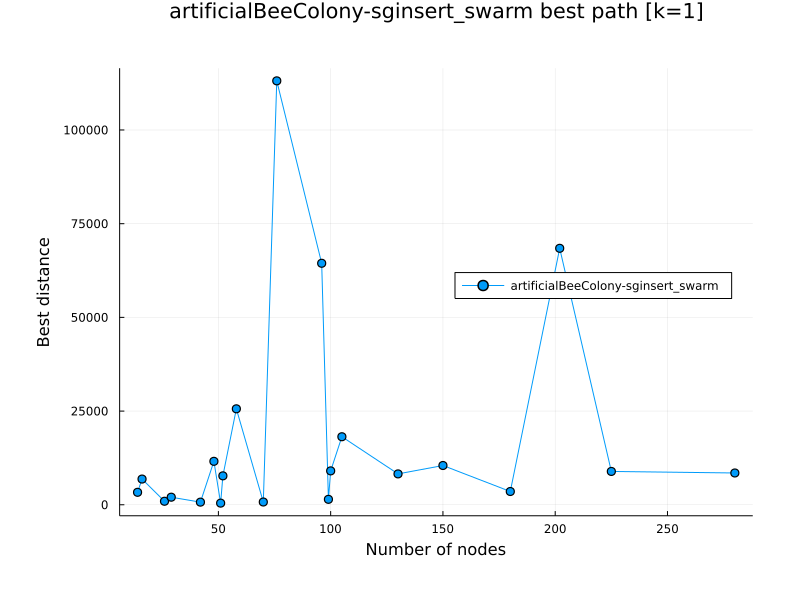 artificialBeeColony-sginsert_swarm best path [k=1]
100000
75000
50000
25000
0
Best distance
artificialBeeColony-sginsert_swarm
50
100
150
200
250
Number of nodes